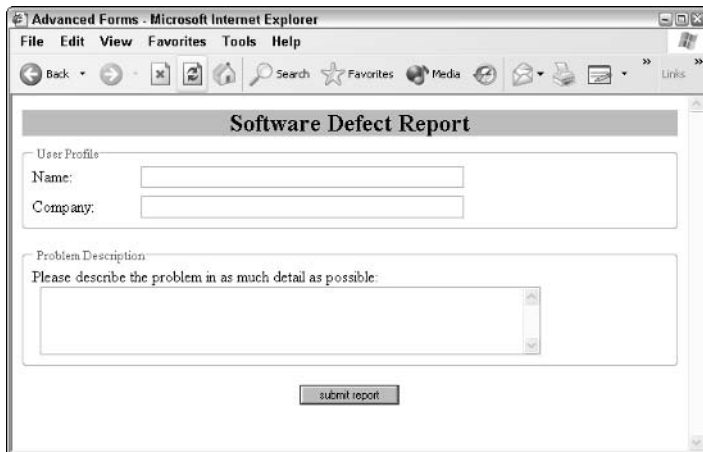 Advanced Forms - Microsoft Internet Explorer
File Edit View Favorites Tools Help
Back Search Favorites Media » Links »
Software Defect Report
User Profile
Name:
Company:
Problem Description
Please describe the problem in as much detail as possible:
submit report